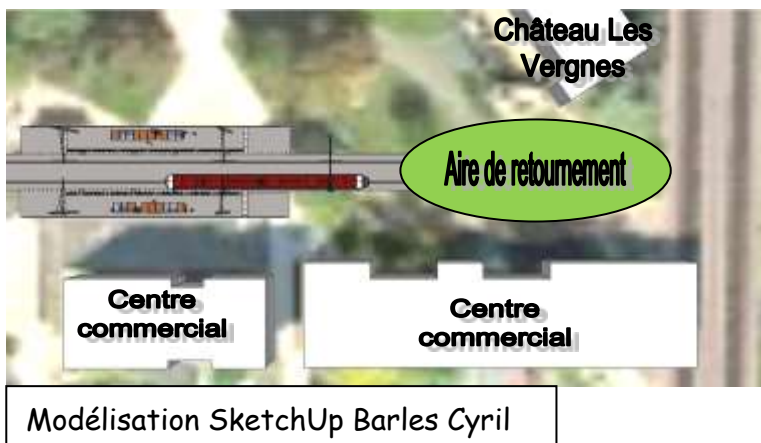 Château Les
Vergnes
Aire de retournement
Centre
commercial
Centre
commercial
Modélisation SketchUp Barles Cyril